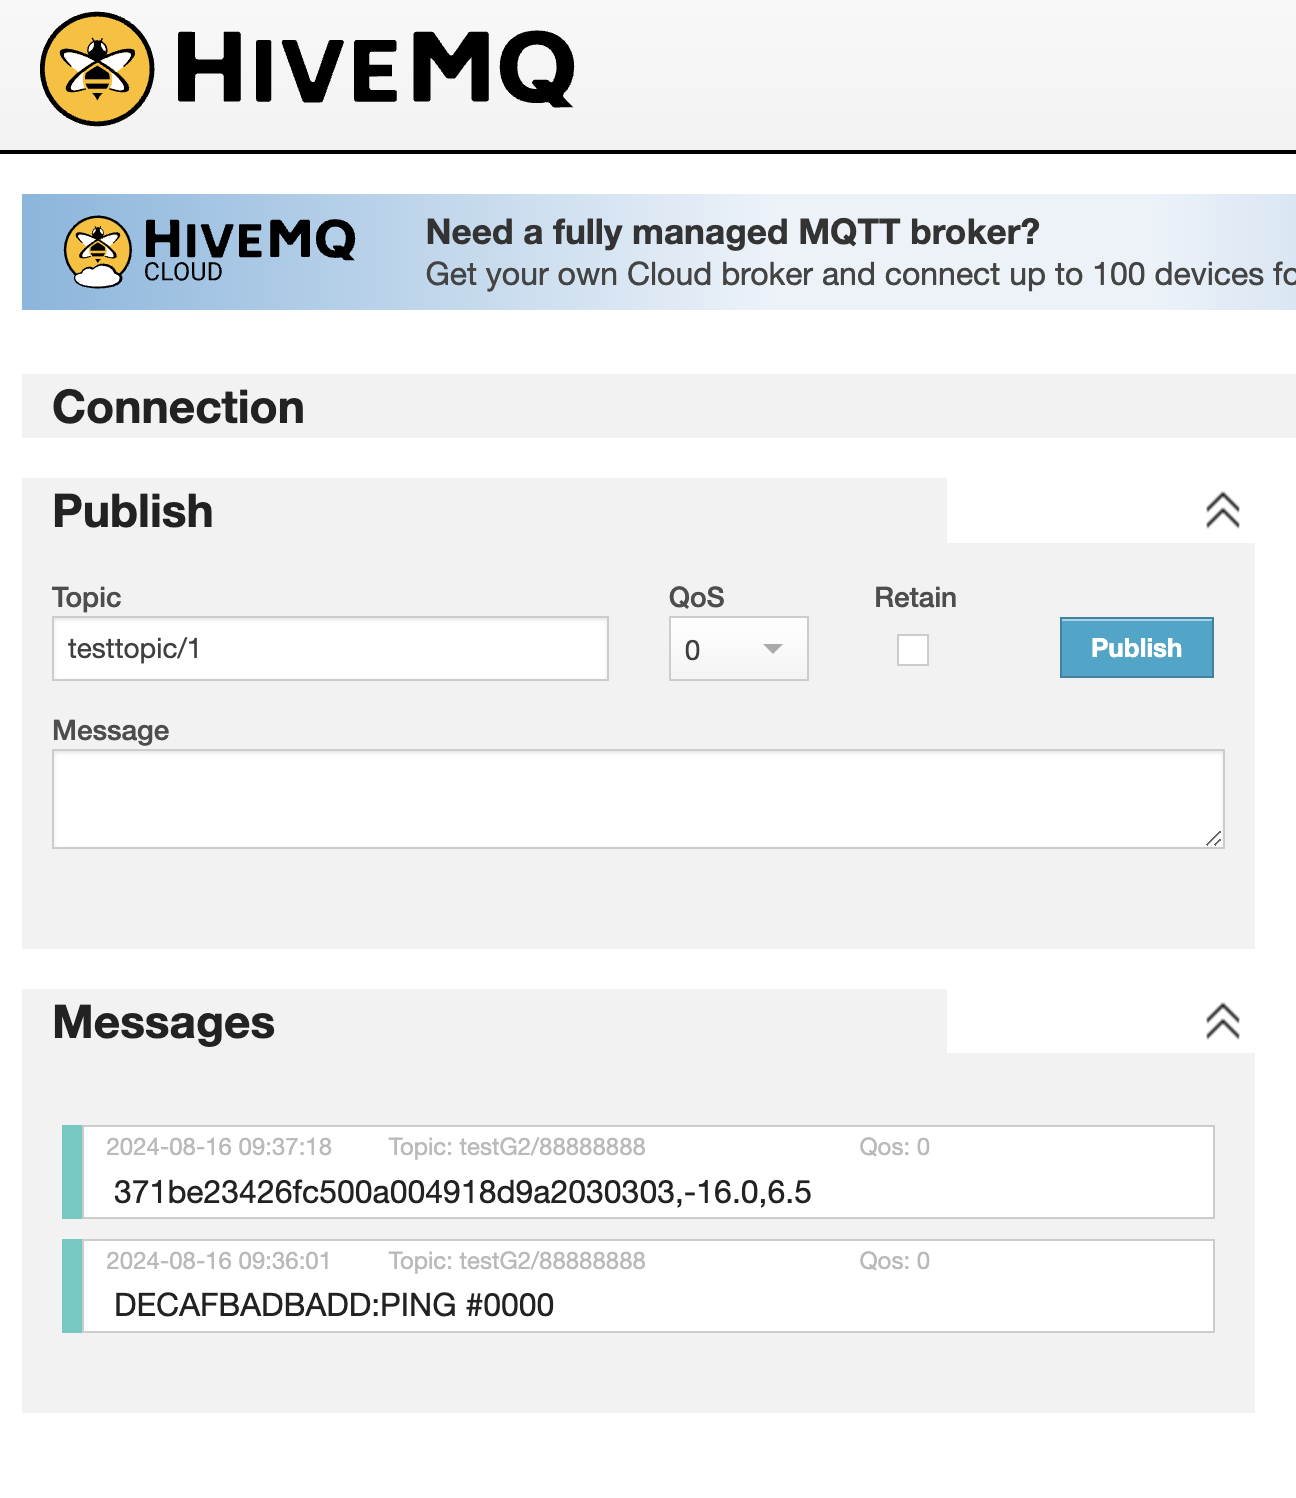 HIVEMQ
HIVEMQ
CLOUD
Need a fully managed MQTT broker?
Get your own Cloud broker and connect up to 100 devices fo
Connection
Publish
Topic QoS Retain
testtopic/1 0 Publish
Message
Messages
2024-08-16 09:37:18 Topic: testG2/88888888 Qos: 0
371be23426fc500a004918d9a2030303,-16.0,6.5
2024-08-16 09:36:01 Topic: testG2/88888888 Qos: 0
DECAFBADBADD:PING #0000